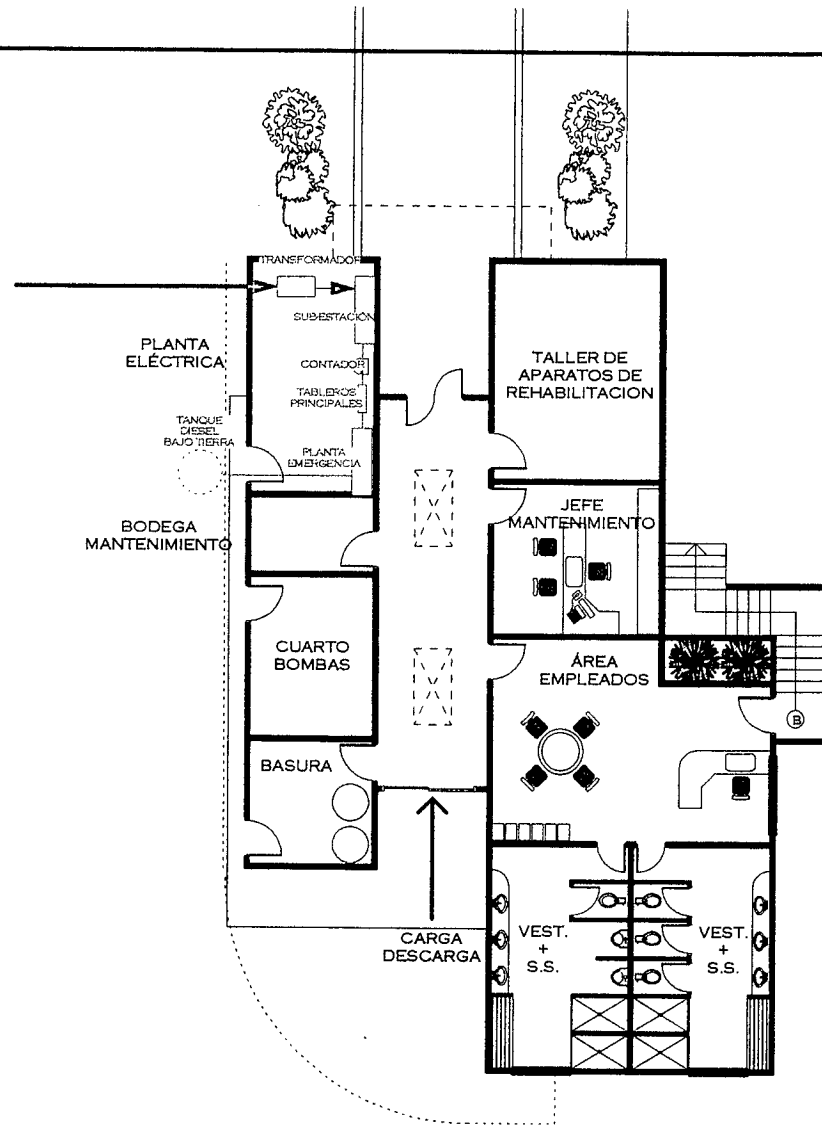 TRANSFORMADOR
SUBESTACIÓN
PLANTA
ELÉCTRICA
CONTADOR
TABLEROS
PRINCIPALES
TALLER DE
APARATOS DE
REHABILITACION
TANQUE
DIESEL
BAJO TIERRA
PLANTA
EMERGENCIA
JEFE
MANTENIMIENTO
BODEGA
MANTENIMIENTO
CUARTO
BOMBAS
ÁREA
EMPLEADOS
B
BASURA
CARGA
DESCARGA
VEST.
+
S.S.
VEST.
+
S.S.